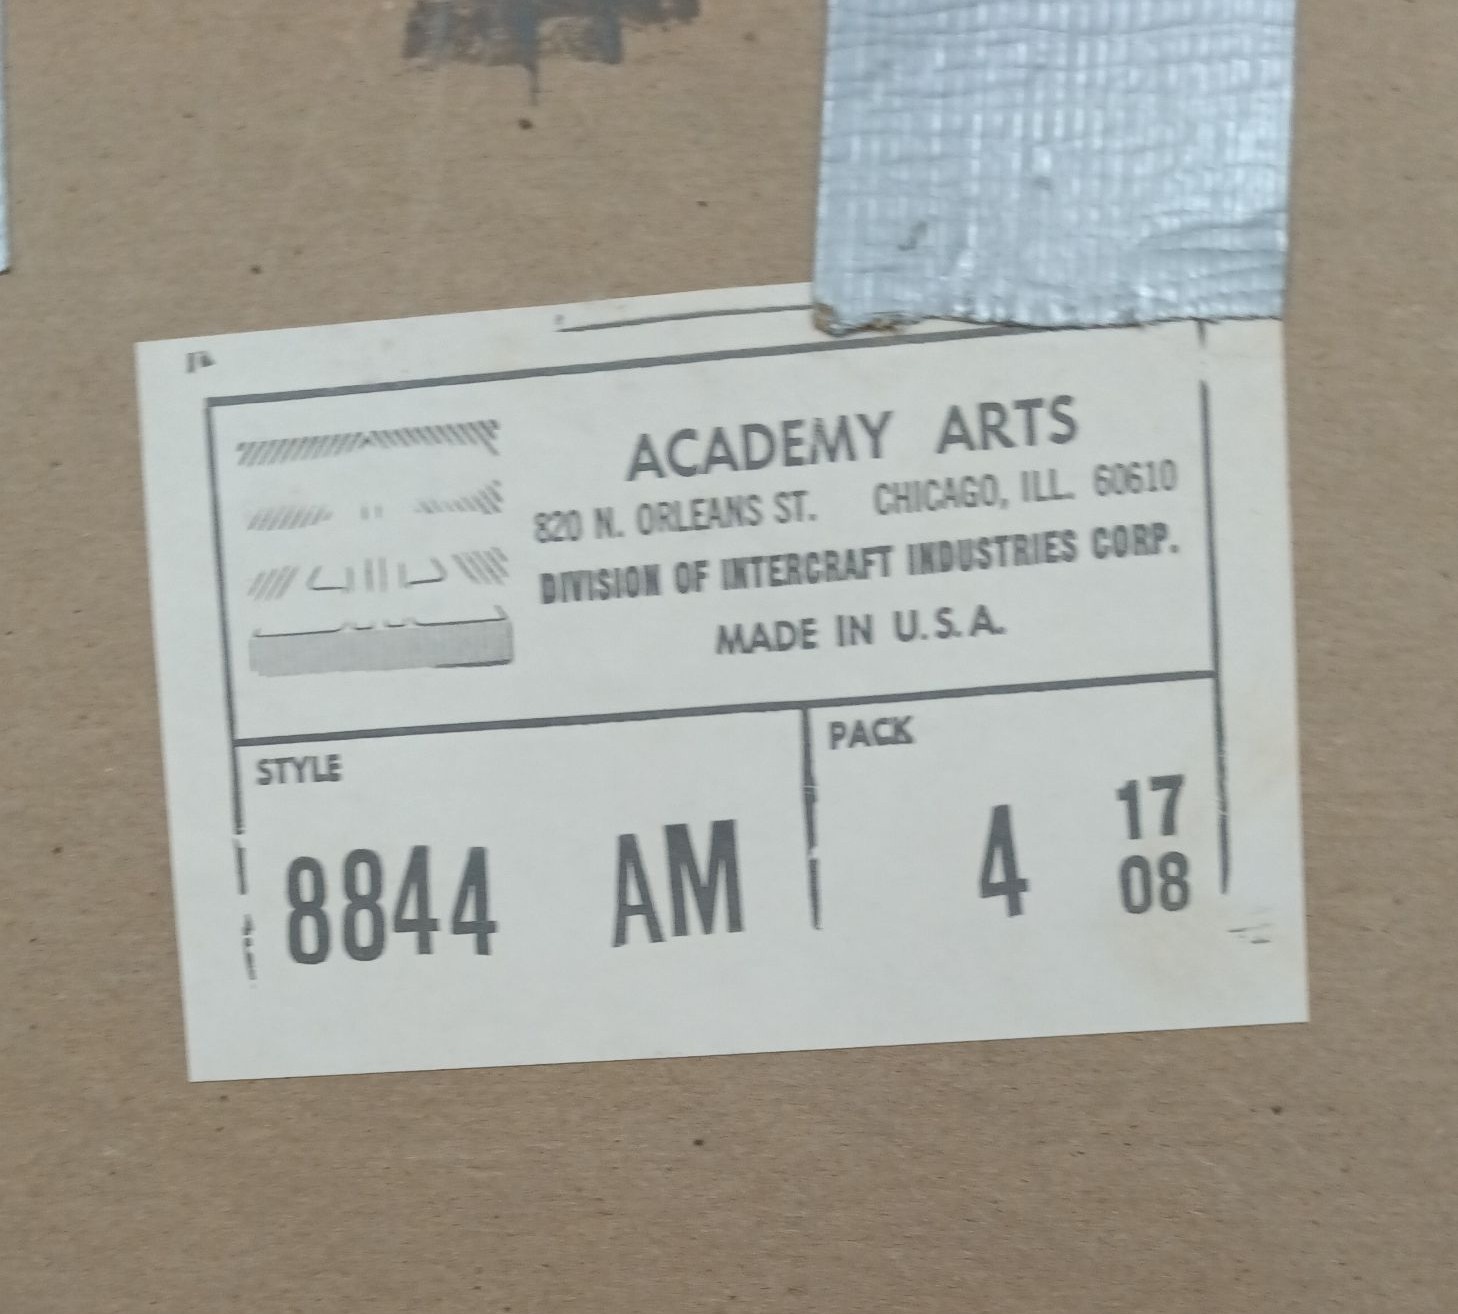 ACADEMY ARTS
820 N. ORLEANS ST. CHICAGO, ILL. 60610
DIVISION OF INTERCRAFT INDUSTRIES CORP.
MADE IN U.S.A.
STYLE
8844 AM
PACK
4
17
08